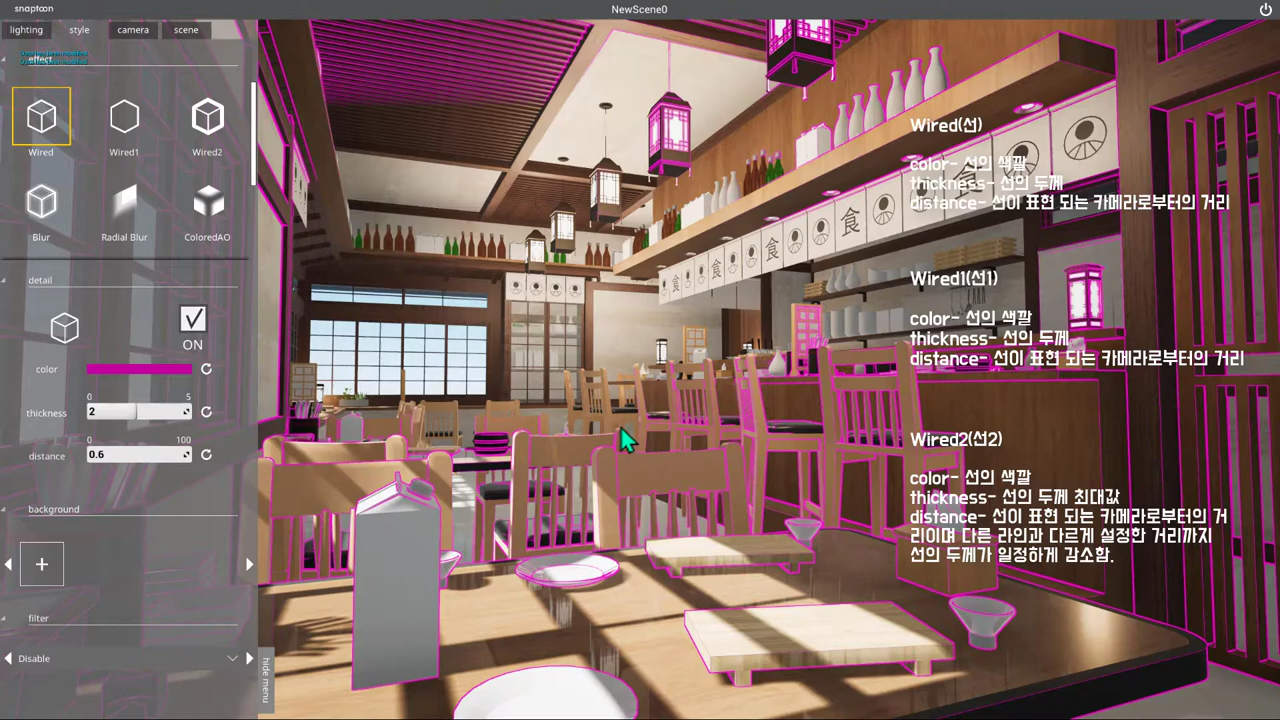 snaptoon
NewScene0
lighting
style
camera
scene
effect
Wired
Wired1
Wired2
Blur
Radial Blur
ColoredAO
detail
ON
color
0 5
thickness
2
0 100
distance
0.6
background
+
filter
Disable
hide menu
食
食
食
食
食
Wired(선)
color- 선의 색깔
thickness- 선의 두께
distance- 선이 표현 되는 카메라로부터의 거리
Wired1(선1)
color- 선의 색깔
thickness- 선의 두께
distance- 선이 표현 되는 카메라로부터의 거리
Wired2(선2)
color- 선의 색깔
thickness- 선의 두께 최대값
distance- 선이 표현 되는 카메라로부터의 거
리이며 다른 라인과 다르게 설정한 거리까지
선의 두께가 일정하게 감소함.